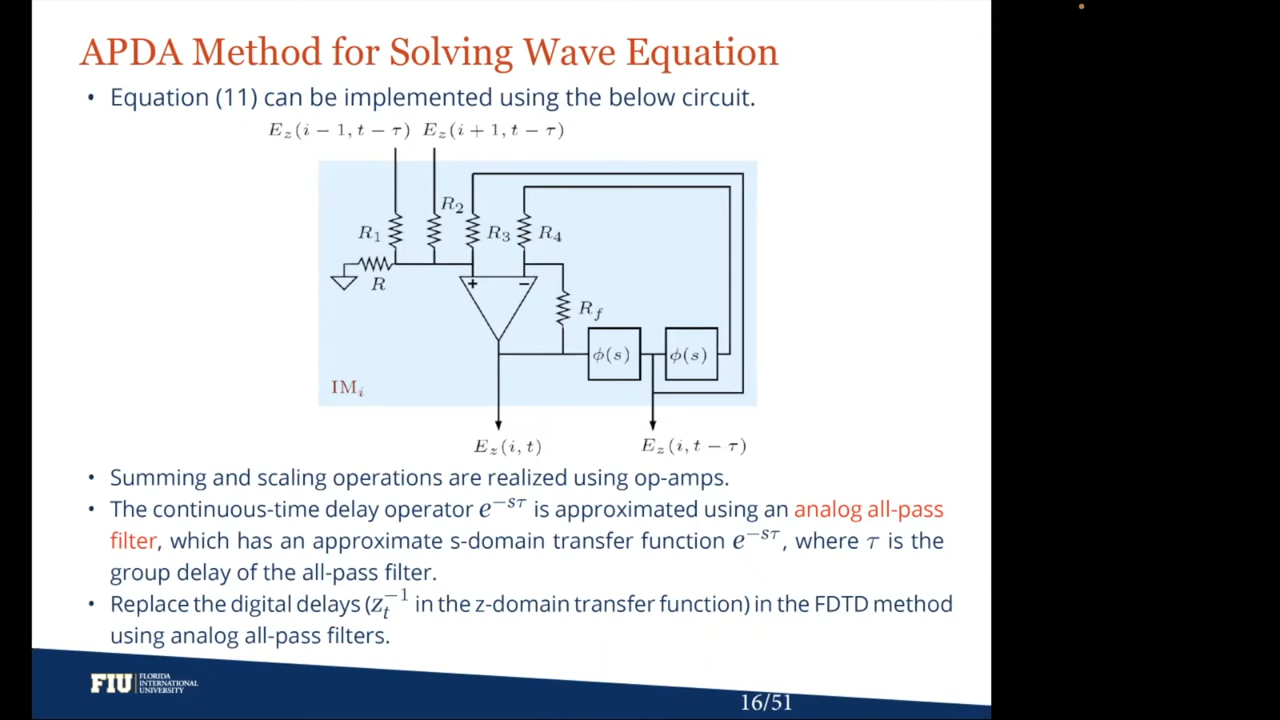 APDA Method for Solving Wave Equation
• Equation (11) can be implemented using the below circuit.
E_z(i − 1, t − τ) E_z(i + 1, t − τ)
R_2
R_1
R_3
R_4
R
+ −
R_f
ϕ(s) ϕ(s)
IM_i
E_z(i, t) E_z(i, t − τ)
• Summing and scaling operations are realized using op-amps.
• The continuous-time delay operator e^{−sτ} is approximated using an analog all-pass
filter, which has an approximate s-domain transfer function e^{−sτ}, where τ is the
group delay of the all-pass filter.
• Replace the digital delays (z_t^{−1} in the z-domain transfer function) in the FDTD method
using analog all-pass filters.
FIU
FLORIDA
INTERNATIONAL
UNIVERSITY
16/51